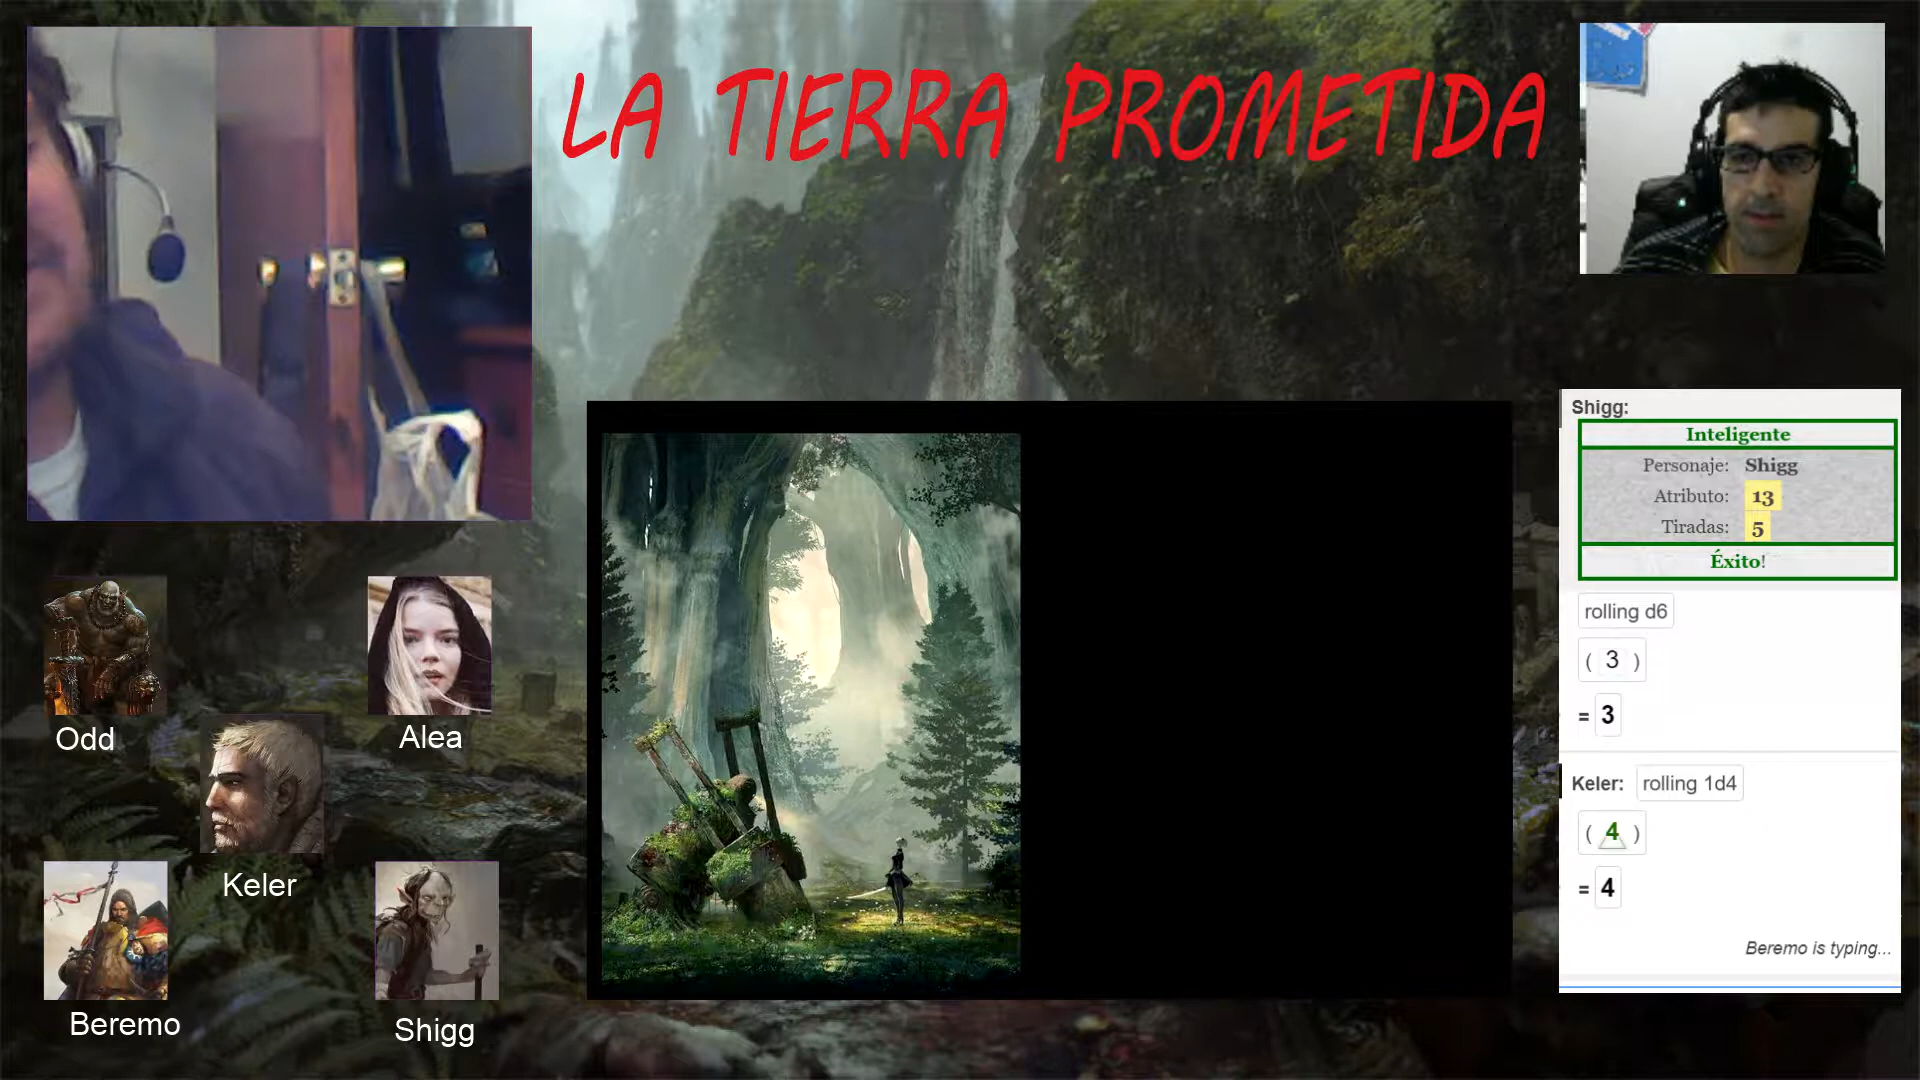 LA TIERRA PROMETIDA
Shigg:
Inteligente
Personaje: Shigg
Atributo: 13
Tiradas: 5
Éxito!
rolling d6
( 3 )
= 3
Keler: rolling 1d4
( 4 )
= 4
Beremo is typing...
Odd
Alea
Keler
Beremo
Shigg